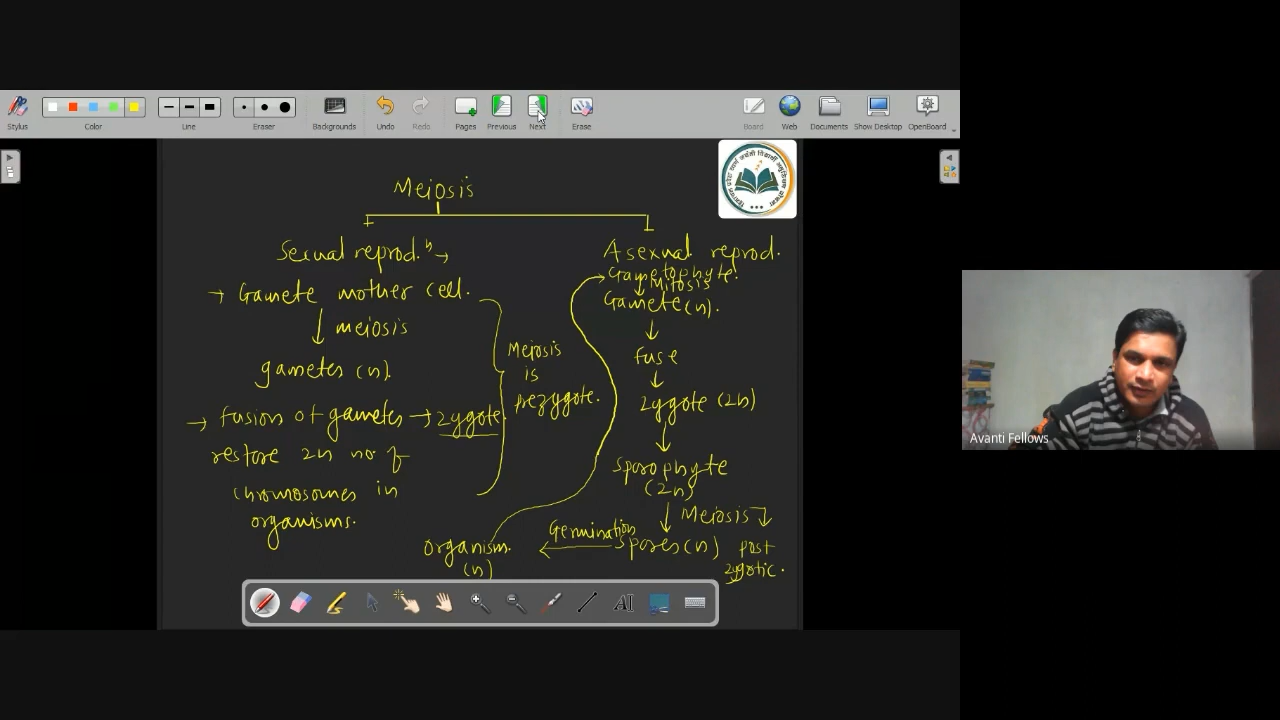 Stylus
Color
Line
Eraser
Backgrounds
Undo
Redo
Pages
Previous
Next
Erase
Board
Web
Documents
Show Desktop
OpenBoard
Meiosis
Sexual reprod.n →
→ Gamete mother cell.
↓ meiosis
gametes (n).
→ fusion of gametes → zygote
restore 2n no of
chromosomes in
organisms.
Meiosis
is
prezygote.
Asexual reprod.
Gametophyte.
↓ Mitosis
Gamete (n).
↓
fuse
↓
zygote (2n)
↓
Sporophyte
(2n)
↓ Meiosis
Spores (n)
post
zygotic.
Germination
←
Organism.
(n)
AI
Avanti Fellows